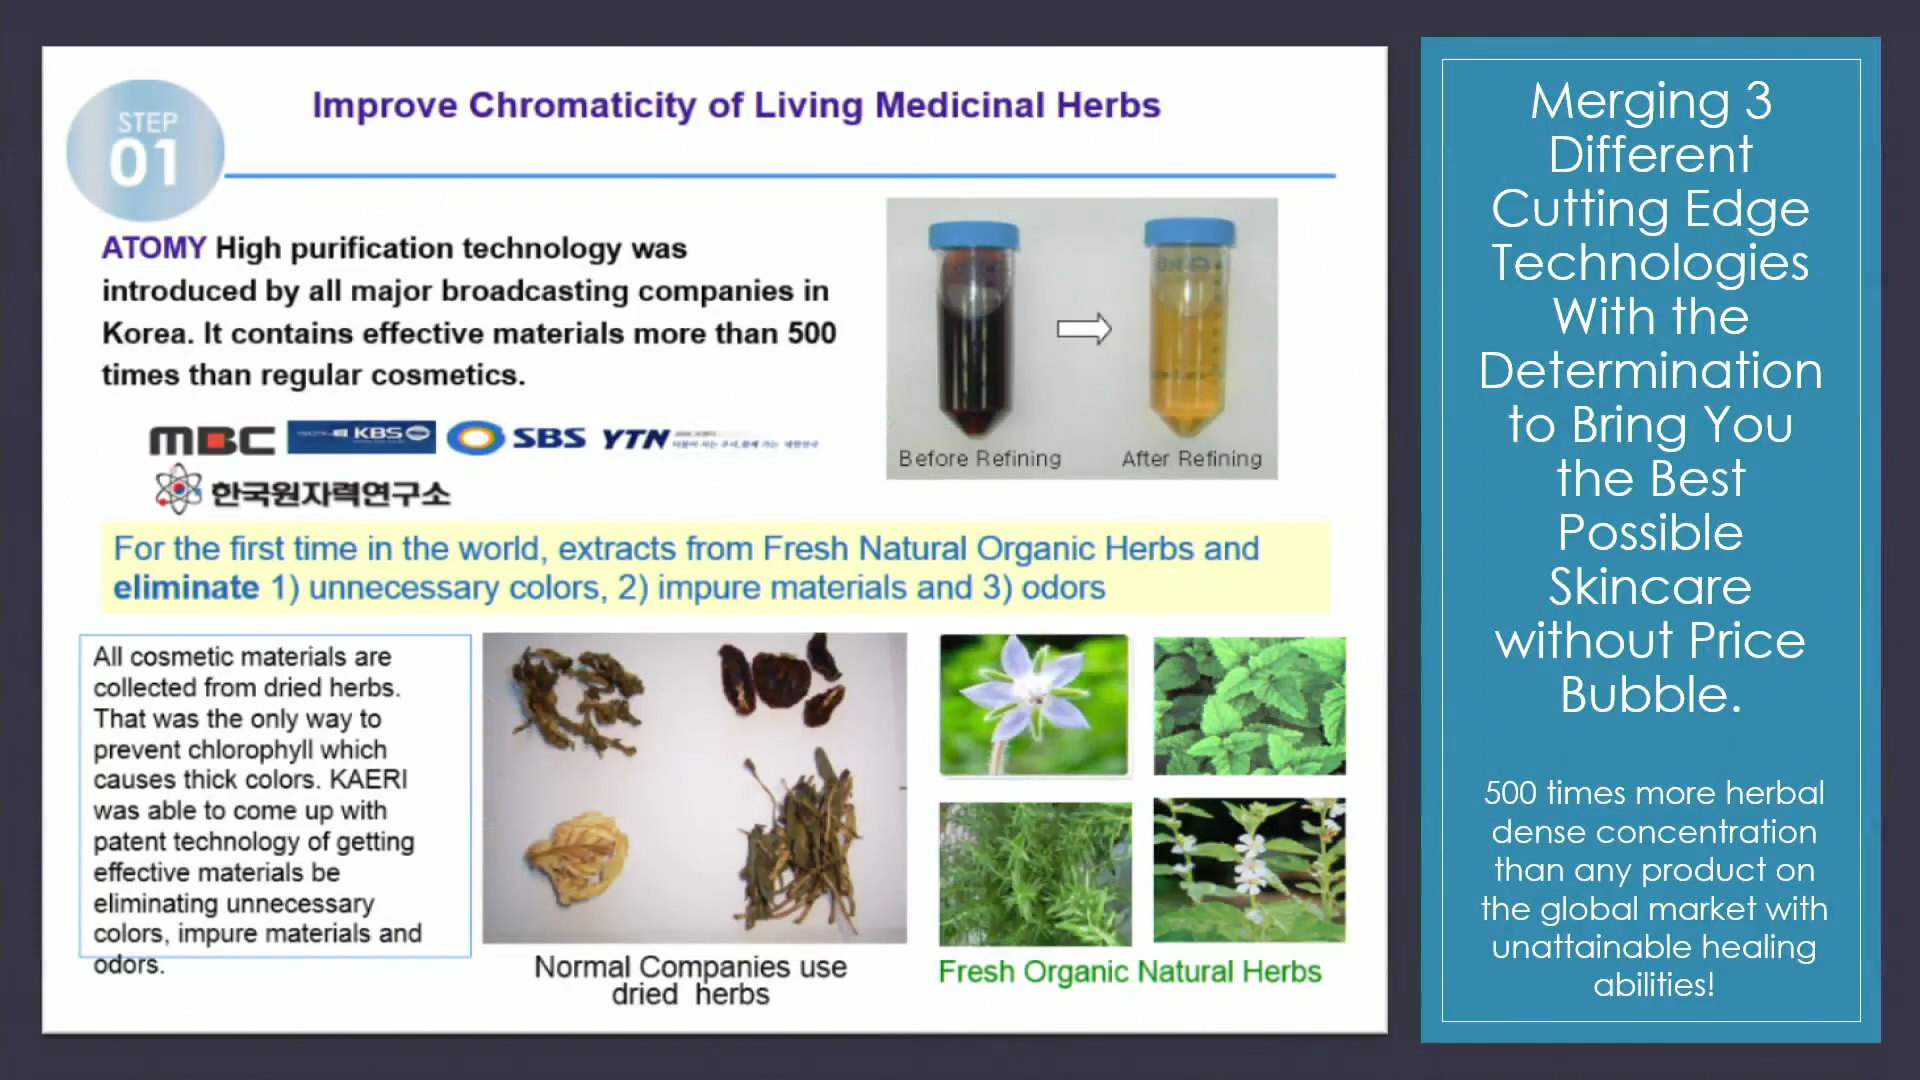 STEP
01
Improve Chromaticity of Living Medicinal Herbs
ATOMY High purification technology was
introduced by all major broadcasting companies in
Korea. It contains effective materials more than 500
times than regular cosmetics.
MBC KBS SBS YTN
한국원자력연구소
Before Refining After Refining
For the first time in the world, extracts from Fresh Natural Organic Herbs and
eliminate 1) unnecessary colors, 2) impure materials and 3) odors
All cosmetic materials are
collected from dried herbs.
That was the only way to
prevent chlorophyll which
causes thick colors. KAERI
was able to come up with
patent technology of getting
effective materials be
eliminating unnecessary
colors, impure materials and
odors.
Normal Companies use
dried herbs
Fresh Organic Natural Herbs
Merging 3
Different
Cutting Edge
Technologies
With the
Determination
to Bring You
the Best
Possible
Skincare
without Price
Bubble.
500 times more herbal
dense concentration
than any product on
the global market with
unattainable healing
abilities!